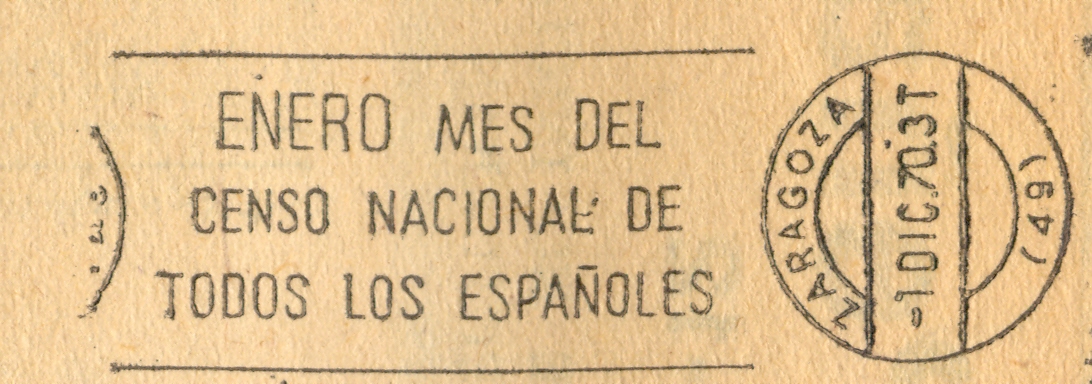 ENERO MES DEL
CENSO NACIONAL DE
TODOS LOS ESPAÑOLES
ZARAGOZA
-1 DIC.70.3T
(49)